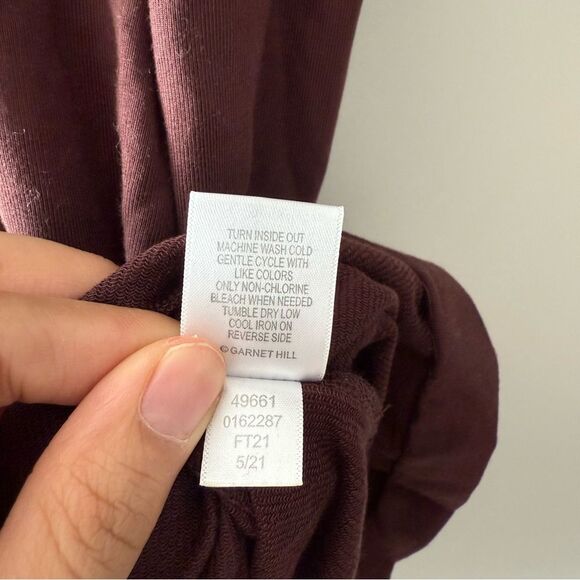 TURN INSIDE OUT
MACHINE WASH COLD
GENTLE CYCLE WITH
LIKE COLORS
ONLY NON-CHLORINE
BLEACH WHEN NEEDED
TUMBLE DRY LOW
COOL IRON ON
REVERSE SIDE
© GARNET HILL
49661
0162287
FT21
5/21